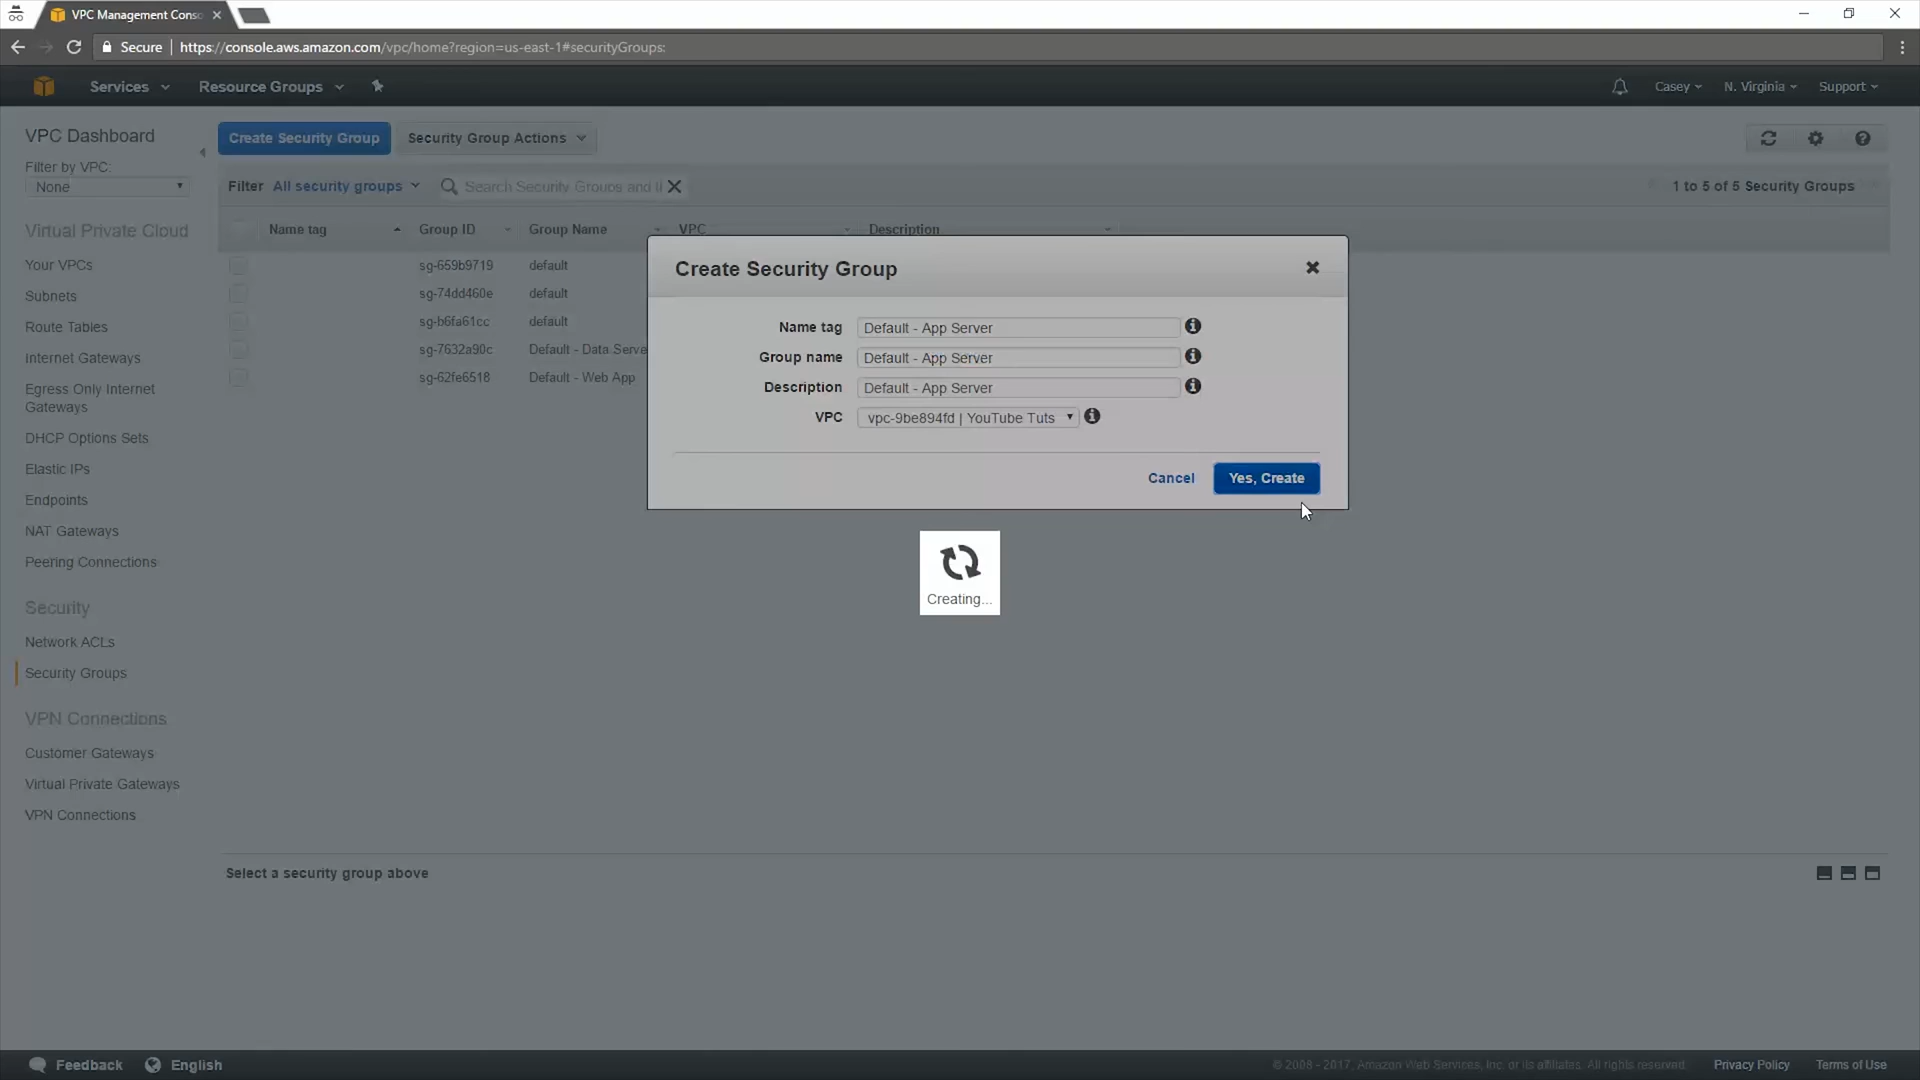 VPC Management Conso
Secure
https://console.aws.amazon.com/vpc/home?region=us-east-1#securityGroups:
Services
Resource Groups
Casey
N. Virginia
Support
VPC Dashboard
Filter by VPC:
None
Virtual Private Cloud
Your VPCs
Subnets
Route Tables
Internet Gateways
Egress Only Internet
Gateways
DHCP Options Sets
Elastic IPs
Endpoints
NAT Gateways
Peering Connections
Security
Network ACLs
Security Groups
VPN Connections
Customer Gateways
Virtual Private Gateways
VPN Connections
Create Security Group
Security Group Actions
Filter All security groups
Search Security Groups and
1 to 5 of 5 Security Groups
Name tag Group ID Group Name VPC Description
sg-659b9719 default
sg-74dd460e default
sg-b6fa61cc default
sg-7632a90c Default - Data Serve
sg-62fe6518 Default - Web App
Create Security Group
Name tag Default - App Server
Group name Default - App Server
Description Default - App Server
VPC vpc-9be894fd | YouTube Tuts
Cancel
Yes, Create
Creating...
Select a security group above
Feedback
English
© 2008 - 2017, Amazon Web Services, Inc. or its affiliates. All rights reserved.
Privacy Policy
Terms of Use